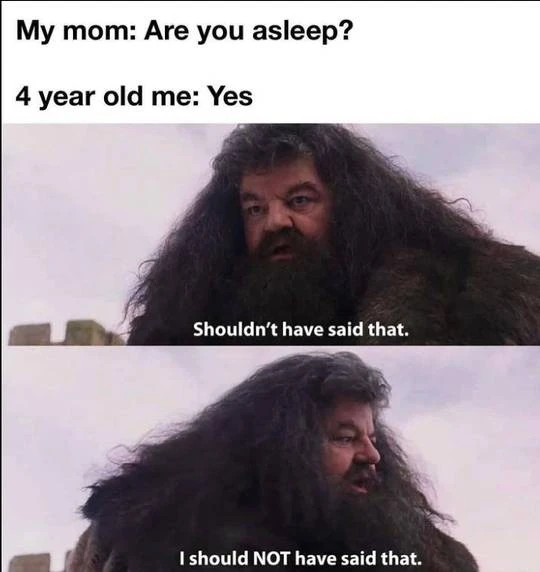 My mom: Are you asleep?
4 year old me: Yes
Shouldn't have said that.
I should NOT have said that.